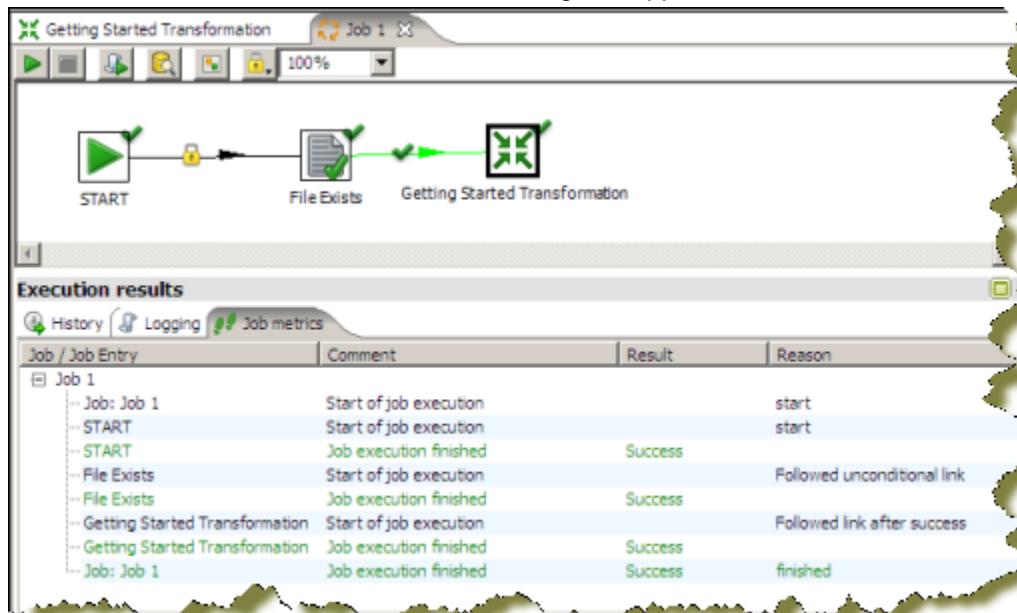 Getting Started Transformation Job 1
100%
START File Exists Getting Started Transformation
Execution results
History Logging Job metrics
Job / Job Entry Comment Result Reason
Job 1
Job: Job 1 Start of job execution start
START Start of job execution start
START Job execution finished Success
File Exists Start of job execution Followed unconditional link
File Exists Job execution finished Success
Getting Started Transformation Start of job execution Followed link after success
Getting Started Transformation Job execution finished Success
Job: Job 1 Job execution finished Success finished